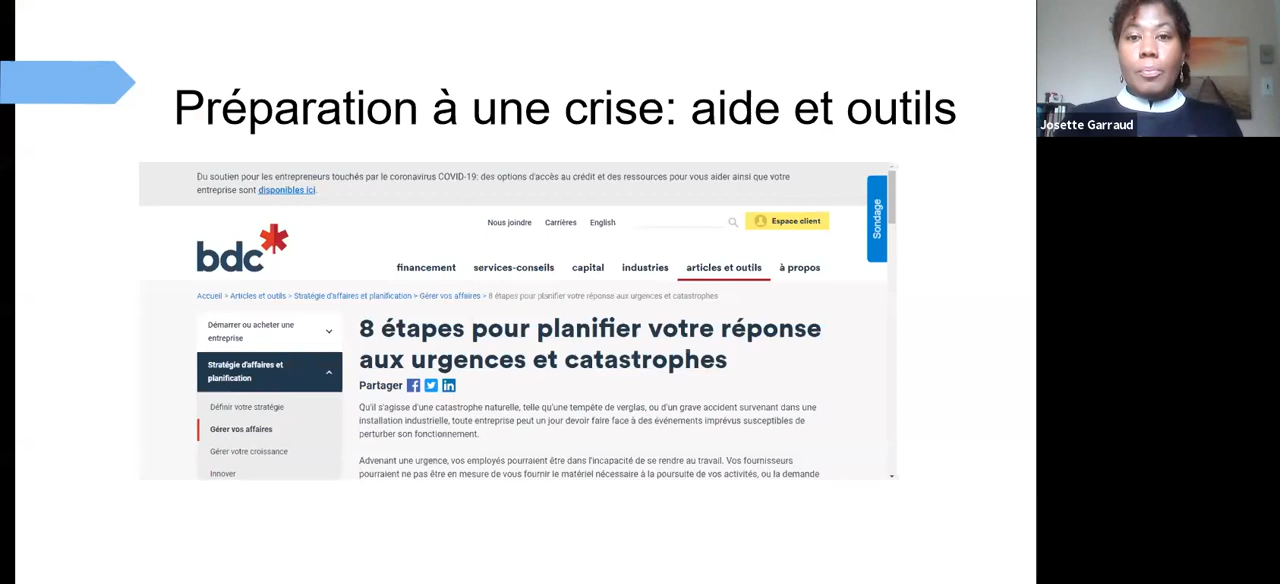 Préparation à une crise: aide et outils
Josette Garraud
Du soutien pour les entrepreneurs touchés par le coronavirus COVID-19: des options d'accès au crédit et des ressources pour vous aider ainsi que votre
entreprise sont disponibles ici.
Sondage
Nous joindre Carrières English Espace client
bdc
financement services-conseils capital industries articles et outils à propos
Accueil > Articles et outils > Stratégie d'affaires et planification > Gérer vos affaires > 8 étapes pour planifier votre réponse aux urgences et catastrophes
Démarrer ou acheter une
entreprise
Stratégie d'affaires et
planification
Définir votre stratégie
Gérer vos affaires
Gérer votre croissance
Innover
8 étapes pour planifier votre réponse
aux urgences et catastrophes
Partager
Qu'il s'agisse d'une catastrophe naturelle, telle qu'une tempête de verglas, ou d'un grave accident survenant dans une
installation industrielle, toute entreprise peut un jour devoir faire face à des événements imprévus susceptibles de
perturber son fonctionnement.
Advenant une urgence, vos employés pourraient être dans l'incapacité de se rendre au travail. Vos fournisseurs
pourraient ne pas être en mesure de vous fournir le matériel nécessaire à la poursuite de vos activités, ou la demande